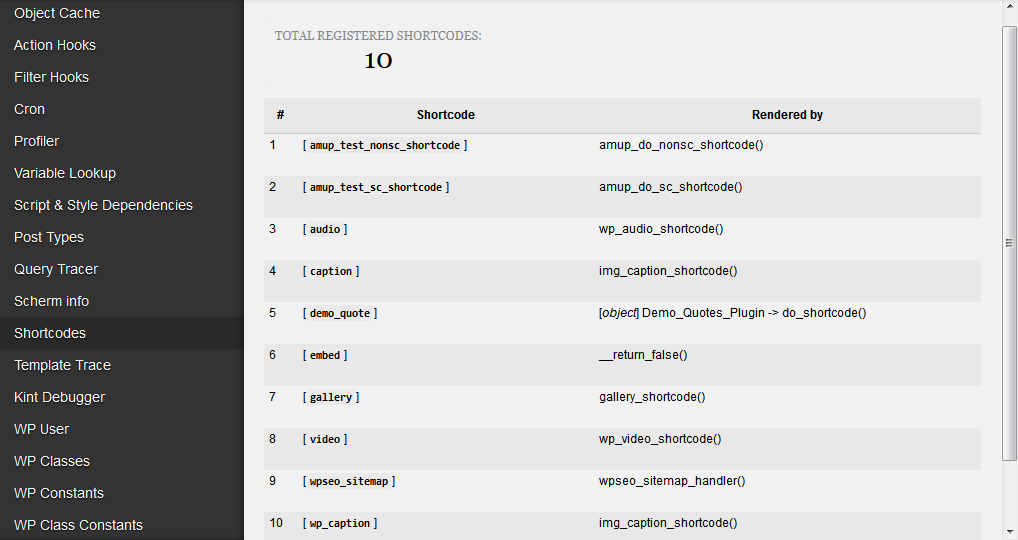 Object Cache
Action Hooks
Filter Hooks
Cron
Profiler
Variable Lookup
Script & Style Dependencies
Post Types
Query Tracer
Scherm info
Shortcodes
Template Trace
Kint Debugger
WP User
WP Classes
WP Constants
WP Class Constants
TOTAL REGISTERED SHORTCODES:
10
# Shortcode Rendered by
1 [ amup_test_nonsc_shortcode ] amup_do_nonsc_shortcode()
2 [ amup_test_sc_shortcode ] amup_do_sc_shortcode()
3 [ audio ] wp_audio_shortcode()
4 [ caption ] img_caption_shortcode()
5 [ demo_quote ] [object] Demo_Quotes_Plugin -> do_shortcode()
6 [ embed ] __return_false()
7 [ gallery ] gallery_shortcode()
8 [ video ] wp_video_shortcode()
9 [ wpseo_sitemap ] wpseo_sitemap_handler()
10 [ wp_caption ] img_caption_shortcode()